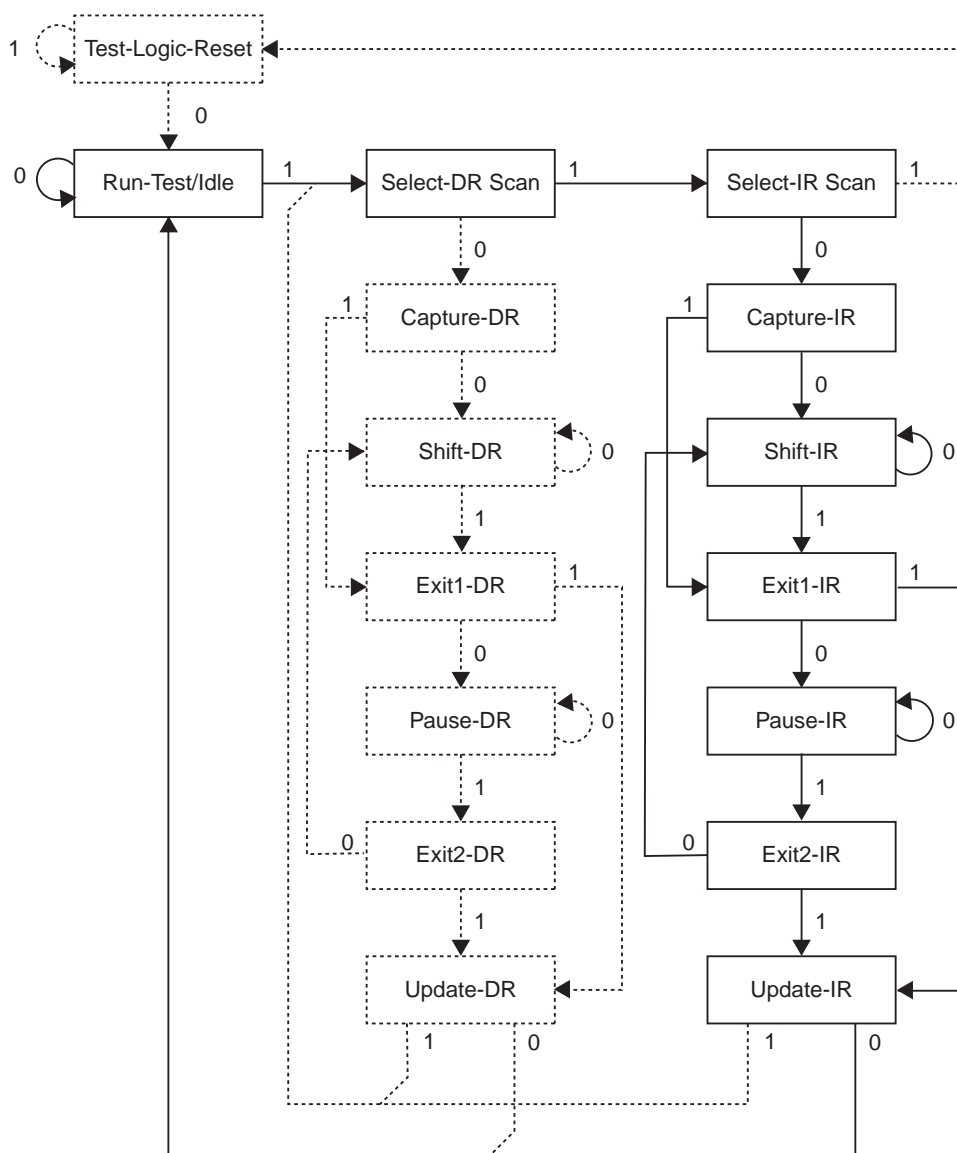 Test-Logic-Reset
1
0
0
Run-Test/Idle
1
Select-DR Scan
1
Select-IR Scan
1
0
0
1
Capture-DR
1
Capture-IR
0
0
Shift-DR
0
Shift-IR
0
1
1
Exit1-DR
1
Exit1-IR
1
0
0
Pause-DR
0
Pause-IR
0
1
1
0
Exit2-DR
0
Exit2-IR
1
1
Update-DR
Update-IR
1
0
1
0